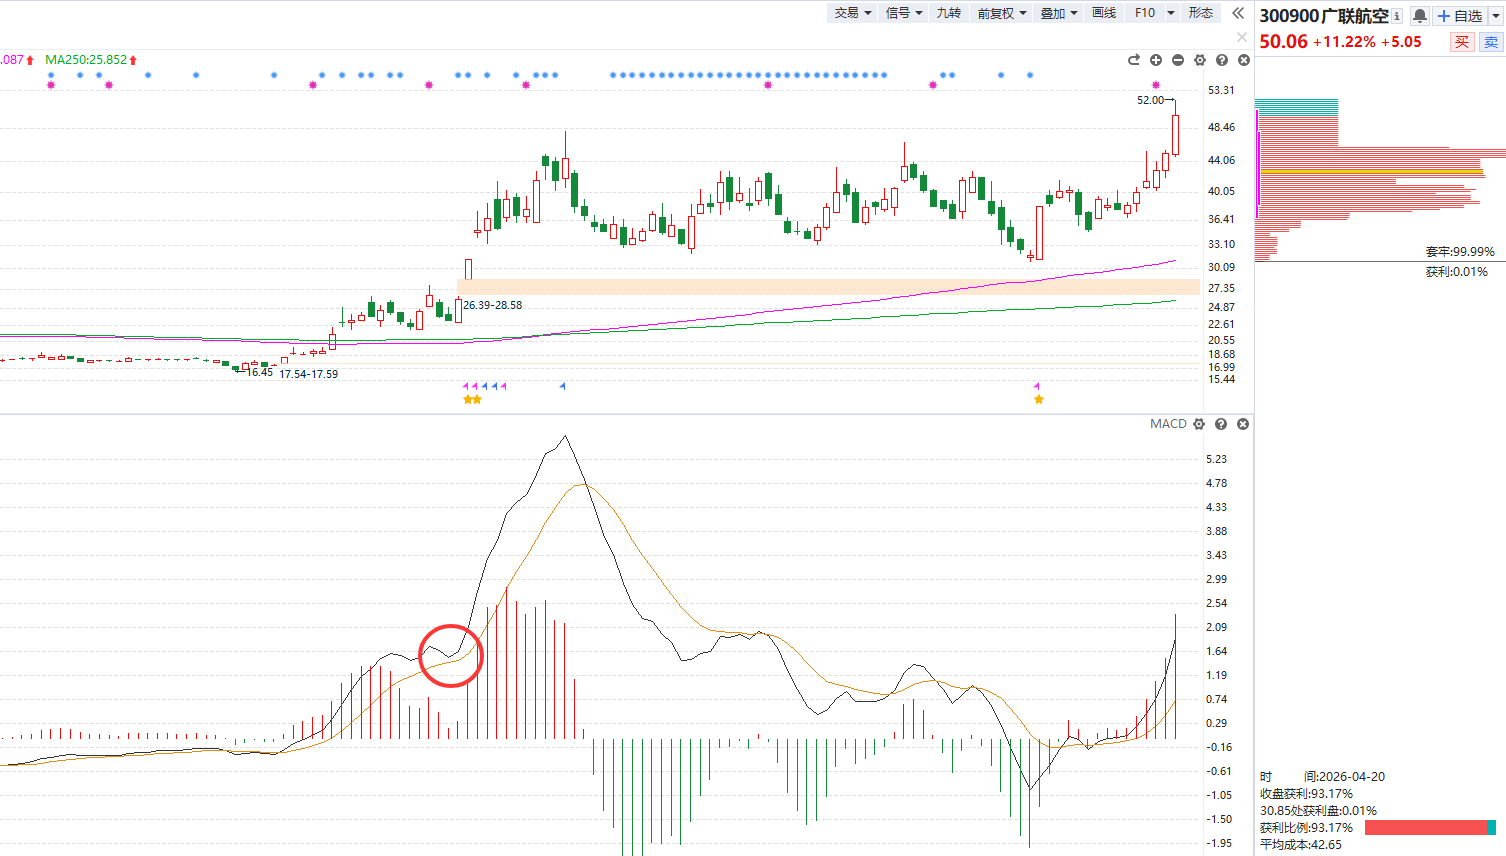 交易 信号 九转 前复权 叠加 画线 F10 形态
300900 广联航空 自选
50.06 +11.22% +5.05 买 卖
.087 MA250:25.852
53.31
52.00
48.46
44.06
40.05
36.41
33.10
30.09
27.35
26.39-28.58
24.87
22.61
20.55
18.68
16.99
16.45 17.54-17.59
15.44
套牢:99.99%
获利:0.01%
MACD
5.23
4.78
4.33
3.88
3.43
2.99
2.54
2.09
1.64
1.19
0.74
0.29
-0.16
-0.61
-1.05
-1.50
-1.95
时 间:2026-04-20
收盘获利:93.17%
30.85处获利盘:0.01%
获利比例:93.17%
平均成本:42.65